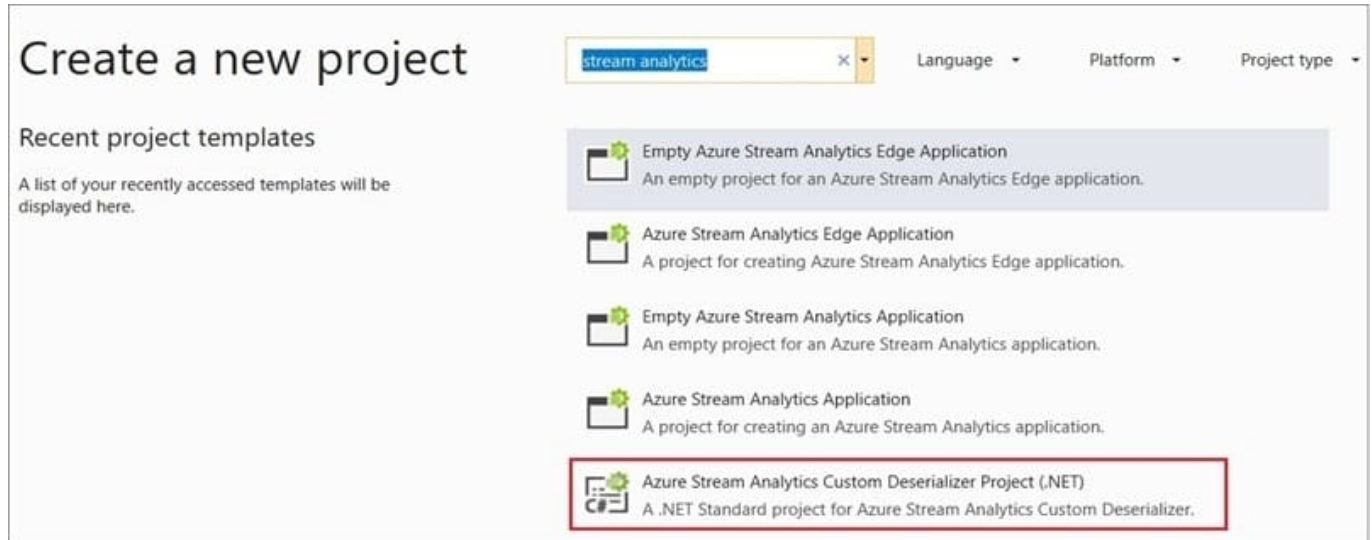 Create a new project
stream analytics
Language
Platform
Project type
Recent project templates
A list of your recently accessed templates will be
displayed here.
Empty Azure Stream Analytics Edge Application
An empty project for an Azure Stream Analytics Edge application.
Azure Stream Analytics Edge Application
A project for creating Azure Stream Analytics Edge application.
Empty Azure Stream Analytics Application
An empty project for an Azure Stream Analytics application.
Azure Stream Analytics Application
A project for creating an Azure Stream Analytics application.
C#
Azure Stream Analytics Custom Deserializer Project (.NET)
A .NET Standard project for Azure Stream Analytics Custom Deserializer.